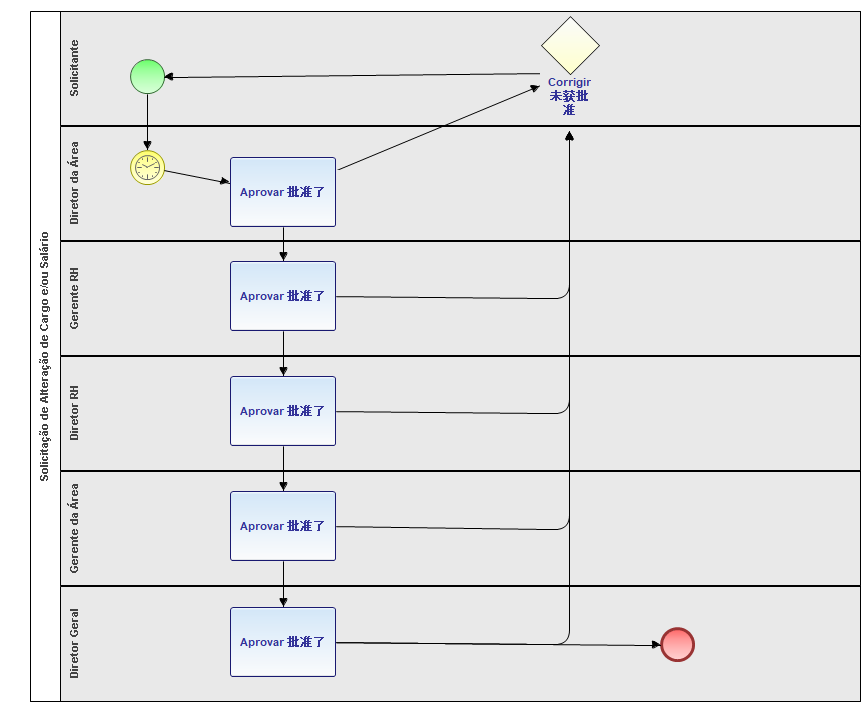 Solicitação de Alteração de Cargo e/ou Salário
Solicitante
Corrigir
未获批
准
Diretor da Área
Aprovar 批准了
Gerente RH
Aprovar 批准了
Diretor RH
Aprovar 批准了
Gerente da Área
Aprovar 批准了
Diretor Geral
Aprovar 批准了